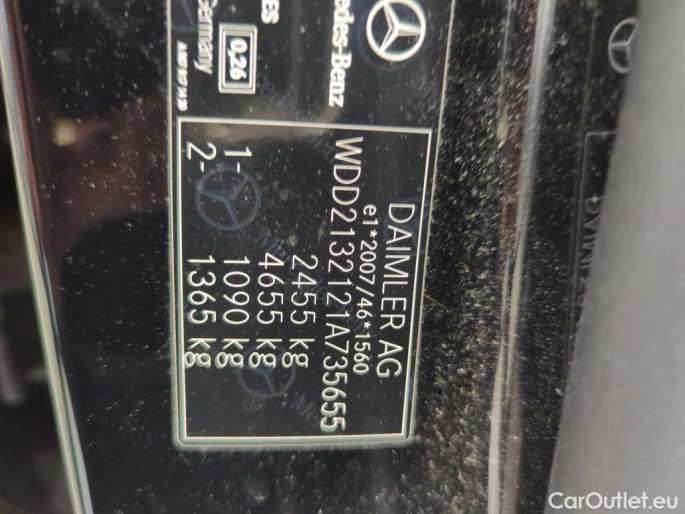 Mercedes-Benz
ES
Germany
0,26
DAIMLER AG
e1*2007/46*1560
WDD2132121A735655
2455 kg
4655 kg
1- 1090 kg
2- 1365 kg
CarOutlet.eu